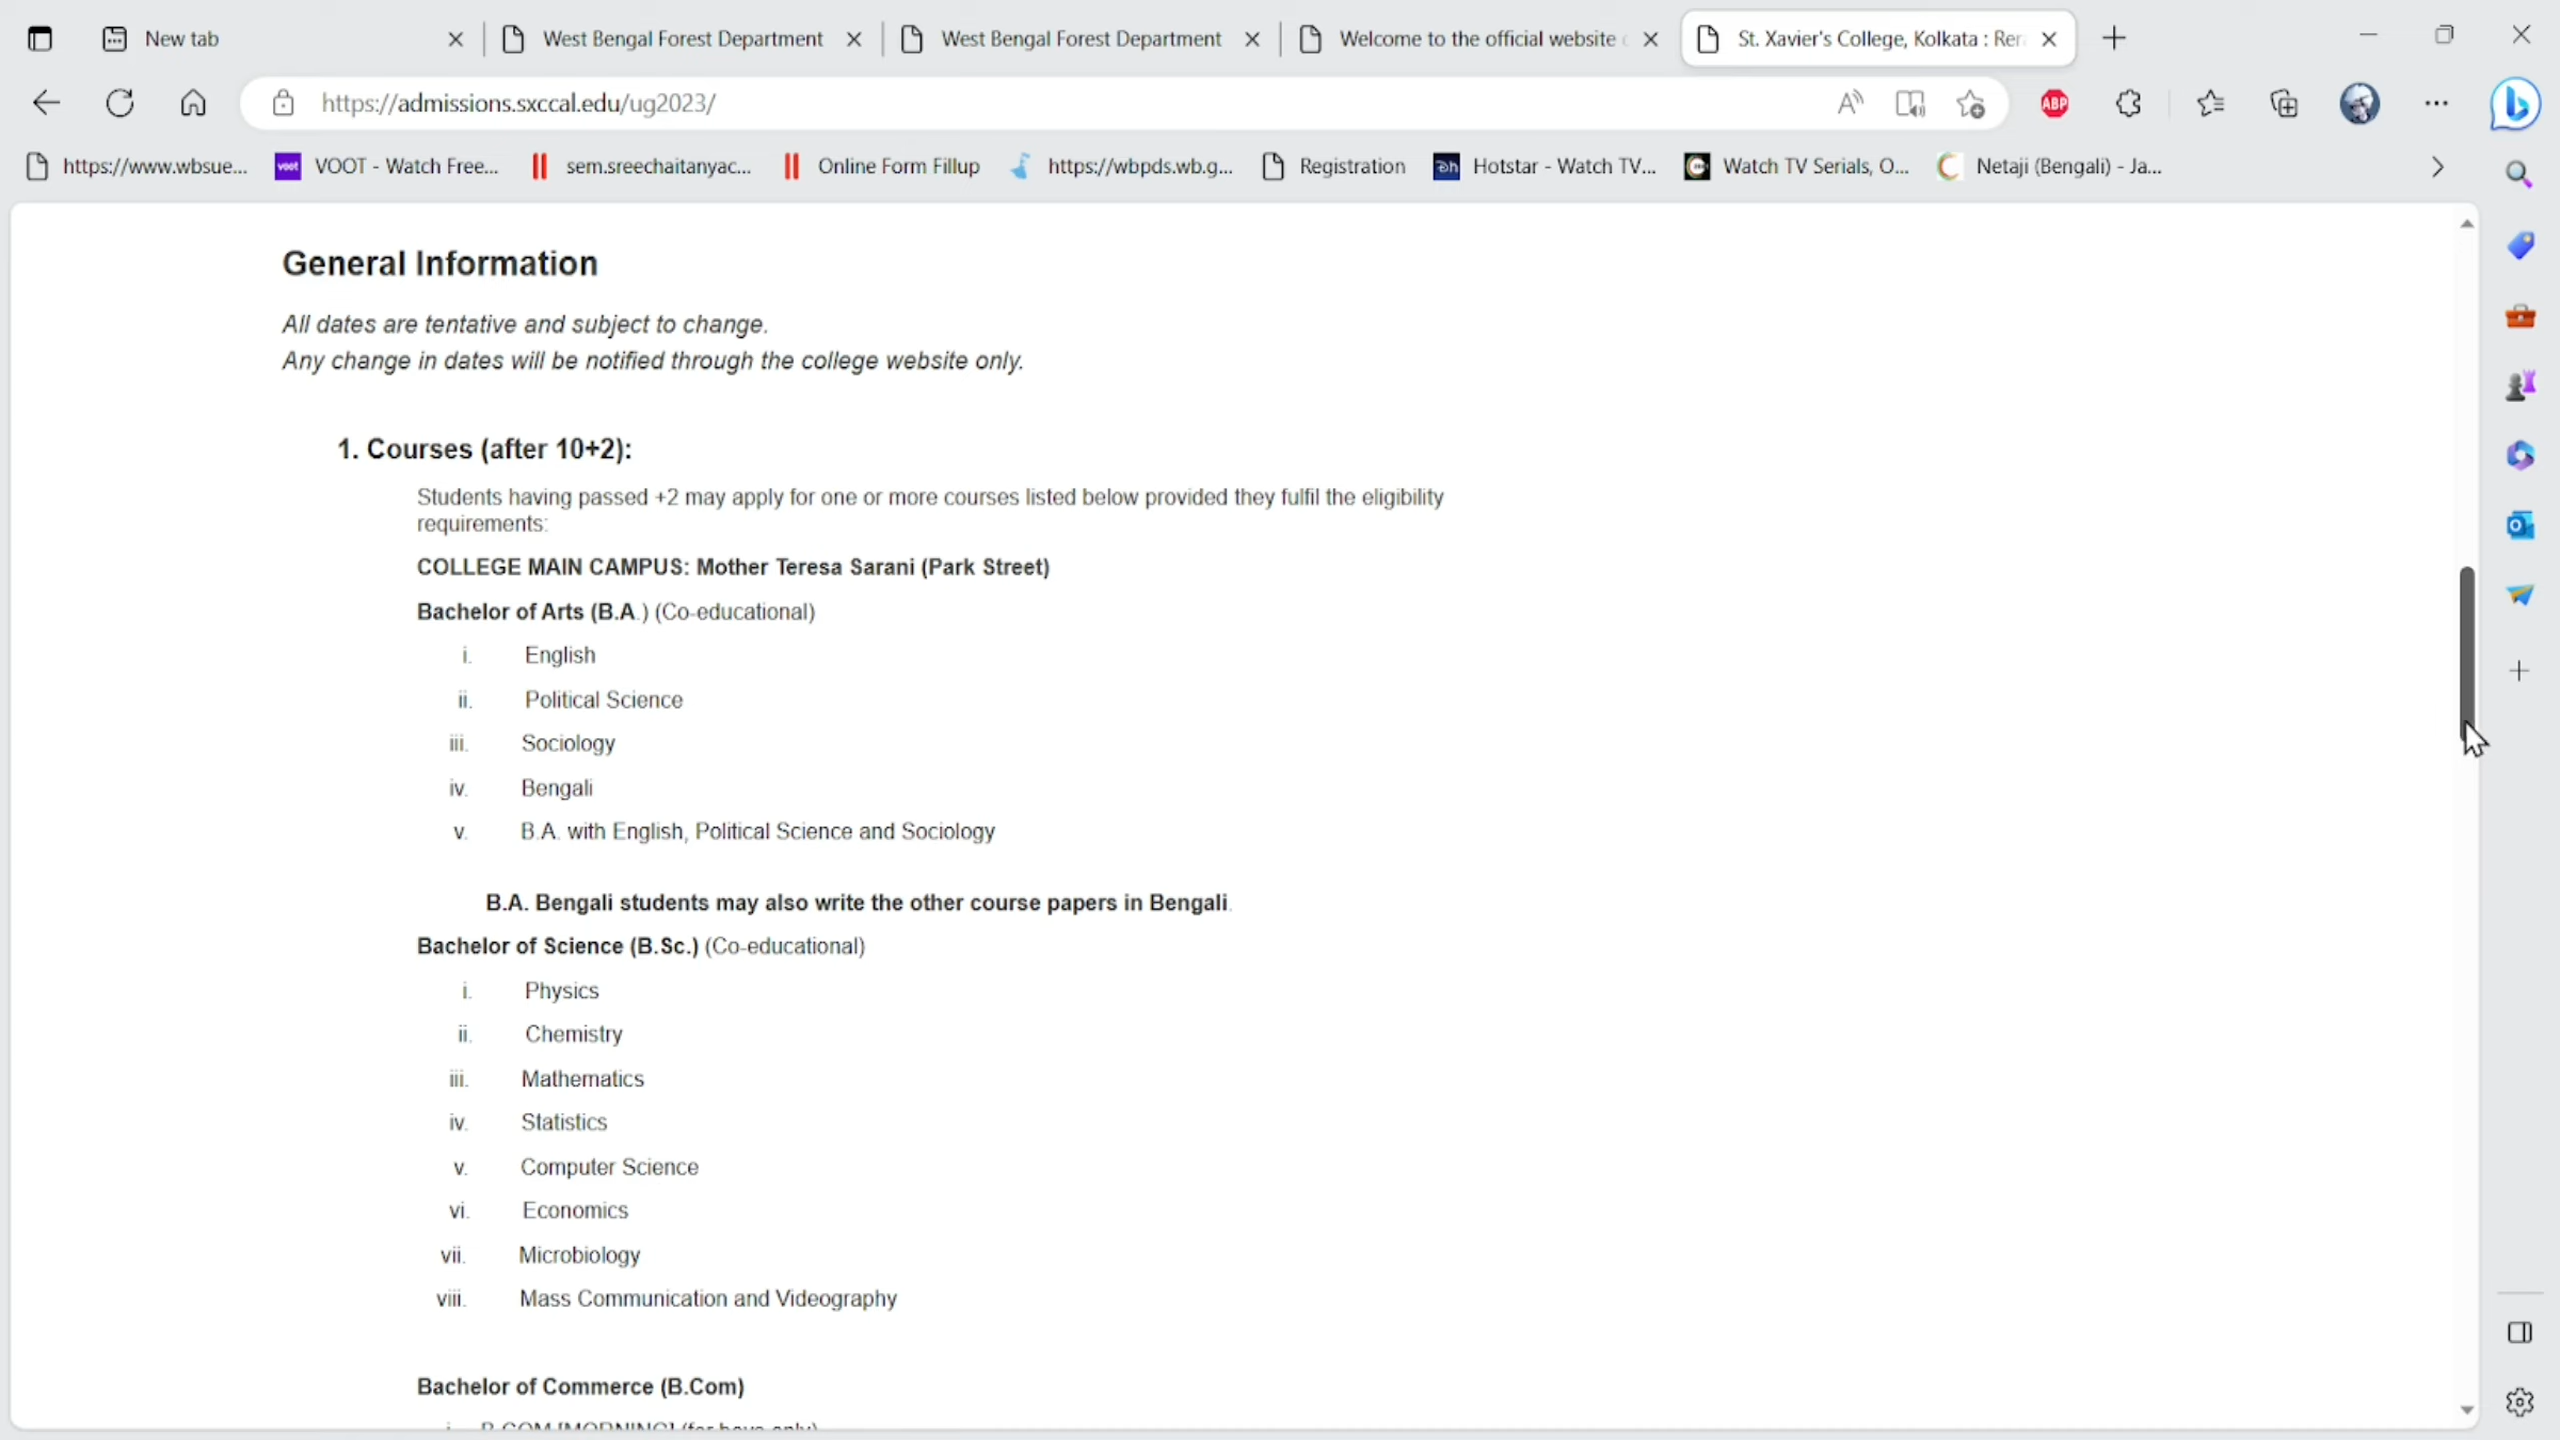 New tab
West Bengal Forest Department
West Bengal Forest Department
Welcome to the official website
St. Xavier's College, Kolkata : Rer
https://admissions.sxccal.edu/ug2023/
ABP
https://www.wbsue...
voot
VOOT - Watch Free...
sem.sreechaitanyac...
Online Form Fillup
https://wbpds.wb.g...
Registration
Hotstar - Watch TV...
Watch TV Serials, O...
Netaji (Bengali) - Ja...
General Information
All dates are tentative and subject to change.
Any change in dates will be notified through the college website only.
1. Courses (after 10+2):
Students having passed +2 may apply for one or more courses listed below provided they fulfil the eligibility
requirements:
COLLEGE MAIN CAMPUS: Mother Teresa Sarani (Park Street)
Bachelor of Arts (B.A.) (Co-educational)
i. English
ii. Political Science
iii. Sociology
iv. Bengali
v. B.A. with English, Political Science and Sociology
B.A. Bengali students may also write the other course papers in Bengali.
Bachelor of Science (B.Sc.) (Co-educational)
i. Physics
ii. Chemistry
iii. Mathematics
iv. Statistics
v. Computer Science
vi. Economics
vii. Microbiology
viii. Mass Communication and Videography
Bachelor of Commerce (B.Com)